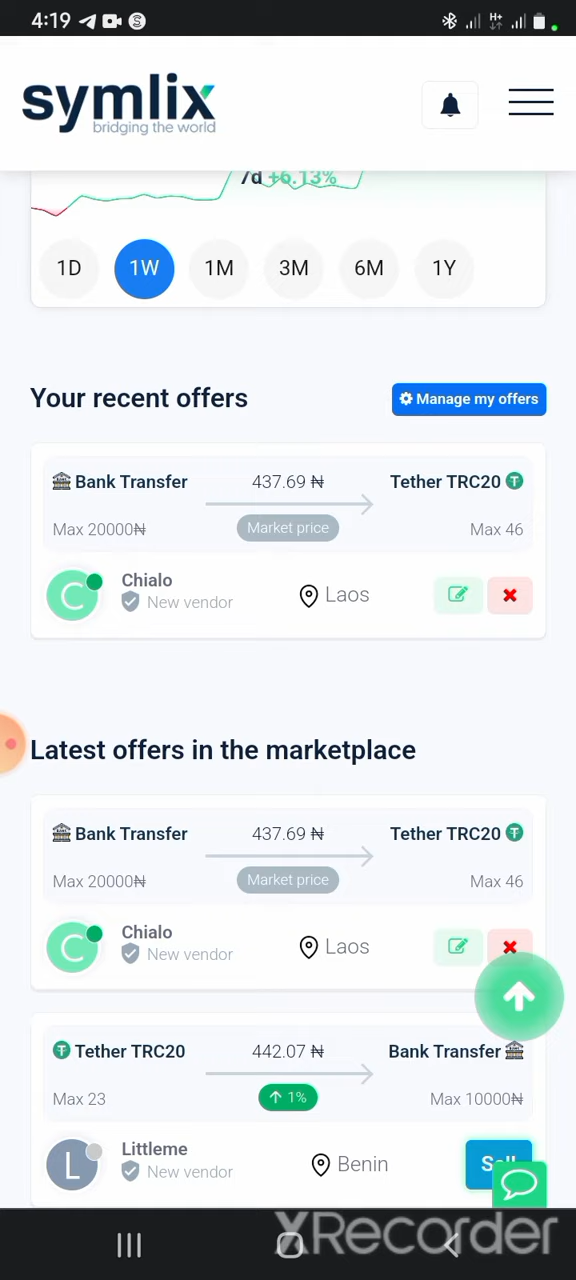 4:19
symlix
bridging the world
7d +6.13%
1D 1W 1M 3M 6M 1Y
Your recent offers
Manage my offers
Bank Transfer 437.69 ₦ Tether TRC20
Max 20000₦ Market price Max 46
C Chialo
New vendor Laos
Latest offers in the marketplace
Bank Transfer 437.69 ₦ Tether TRC20
Max 20000₦ Market price Max 46
C Chialo
New vendor Laos
Tether TRC20 442.07 ₦ Bank Transfer
Max 23 1% Max 10000₦
L Littleme
New vendor Benin
XRecorder